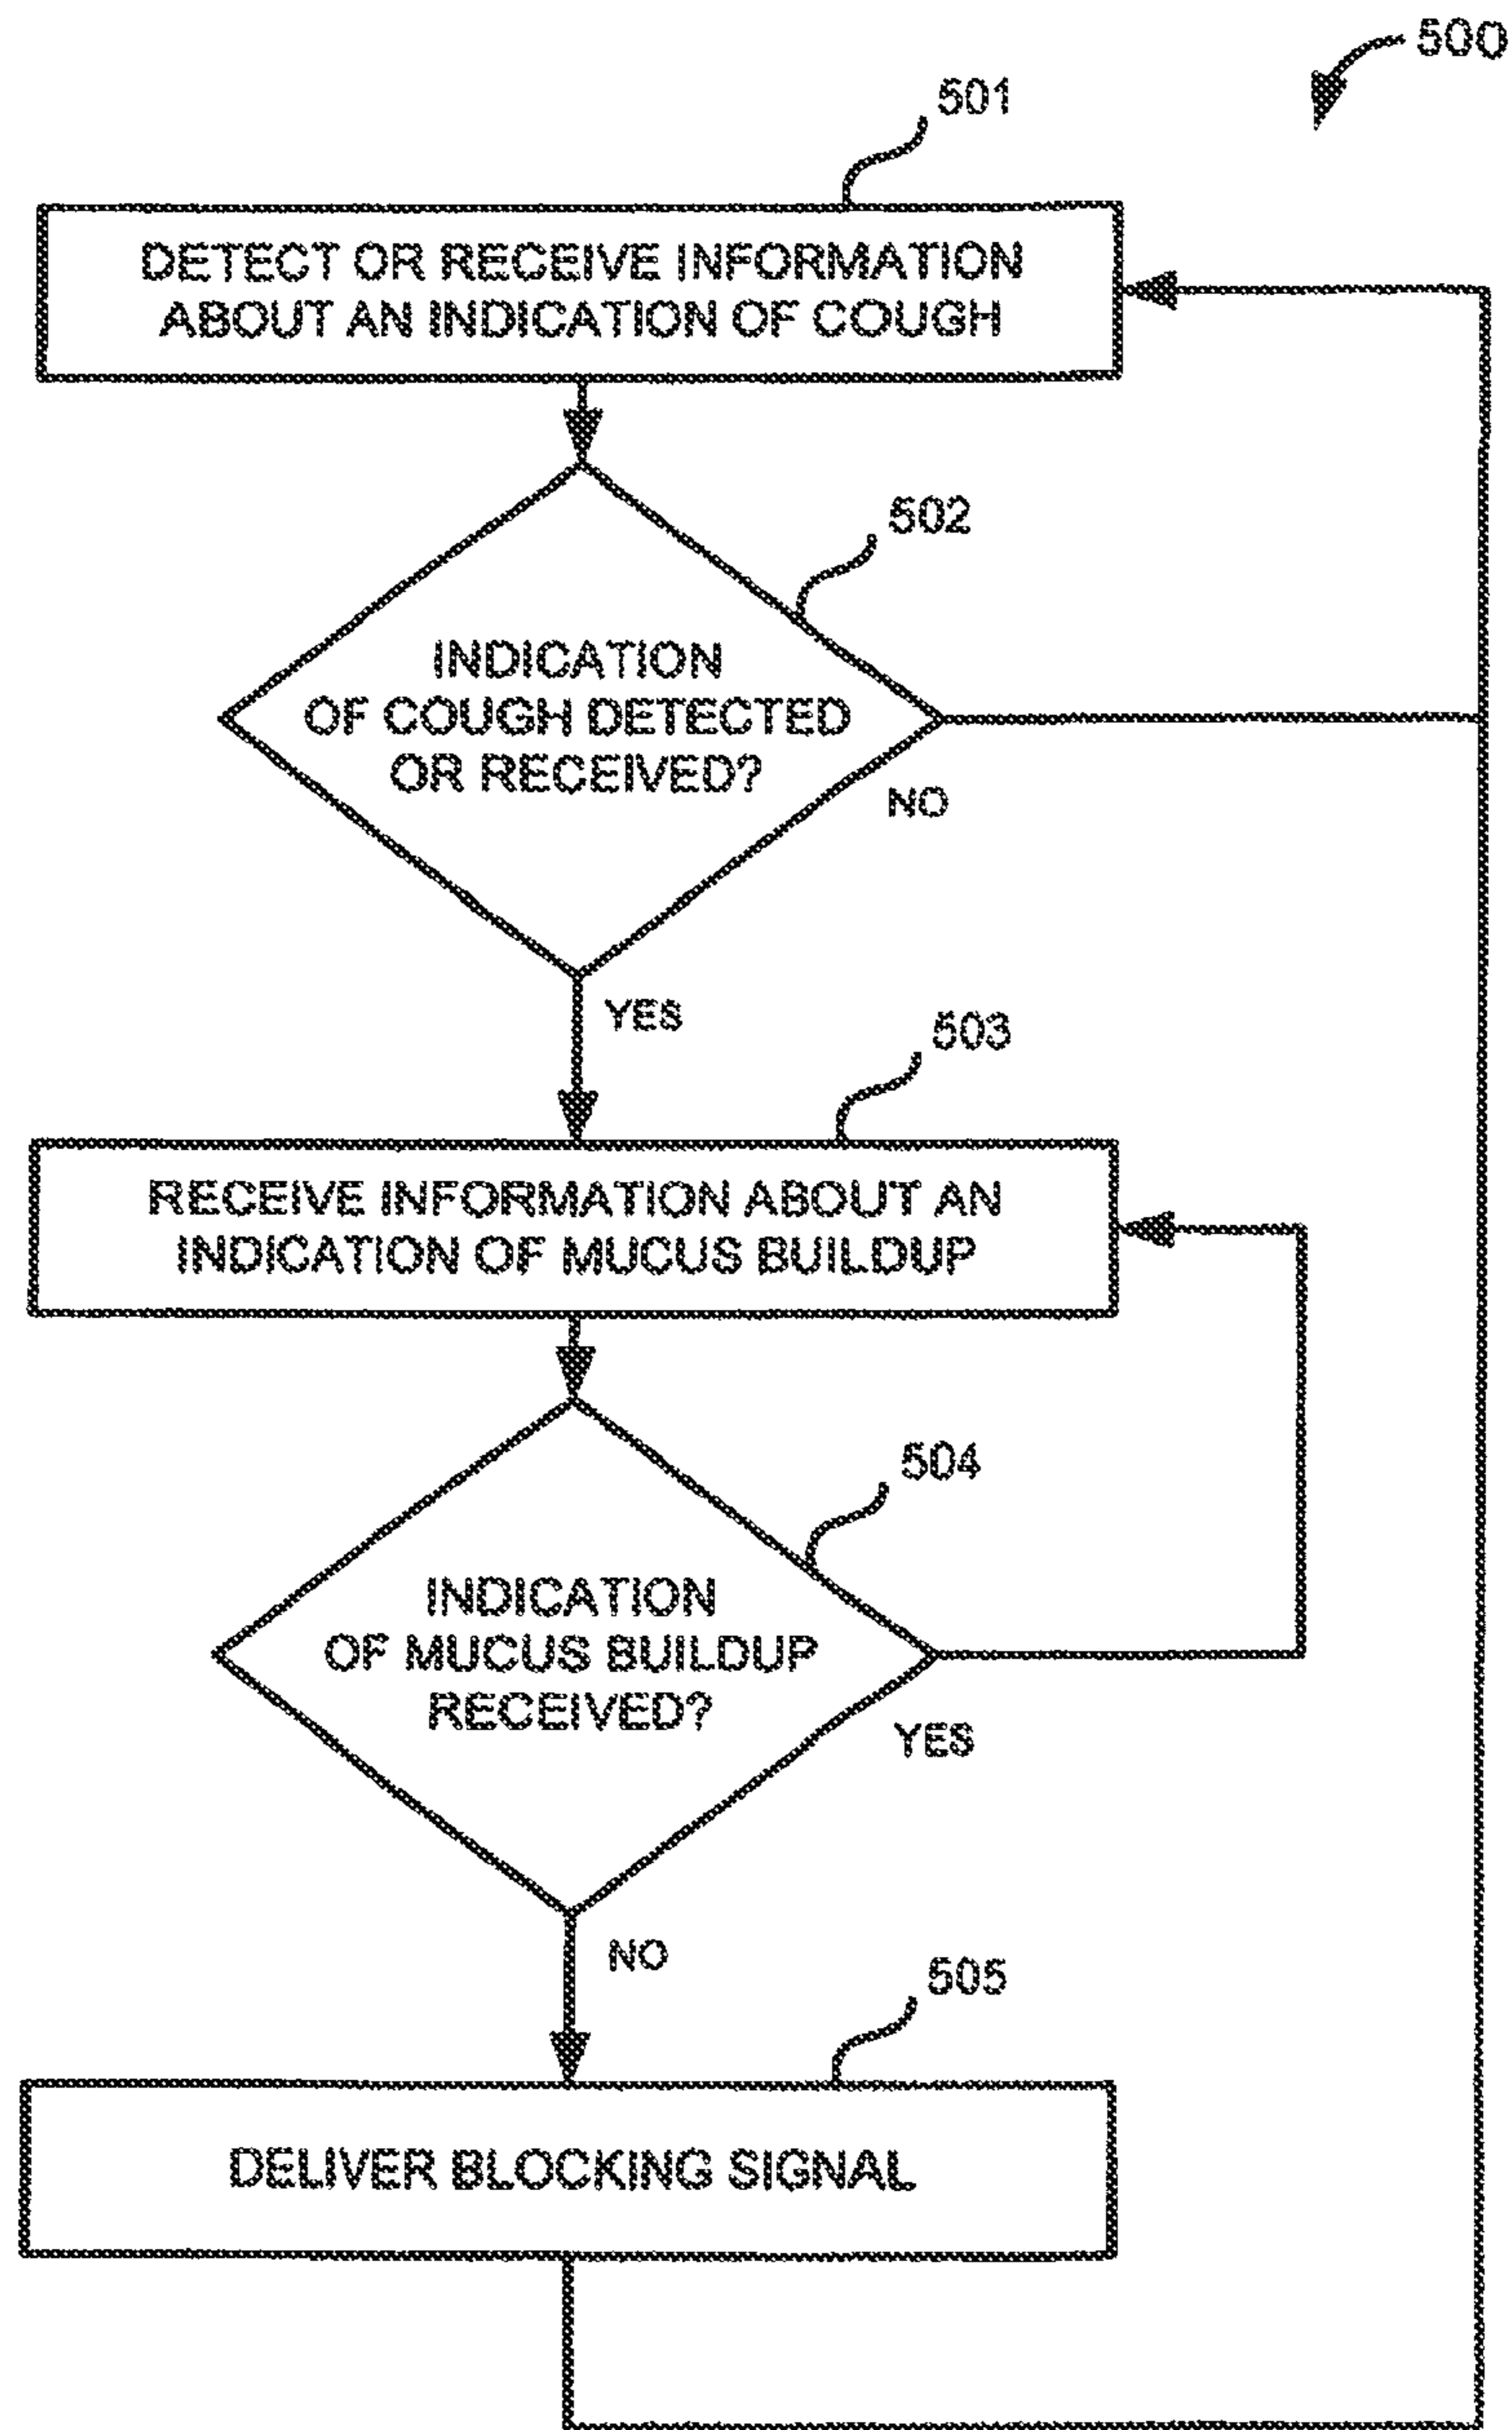 500
501
DETECT OR RECEIVE INFORMATION
ABOUT AN INDICATION OF COUGH
502
INDICATION
OF COUGH DETECTED
OR RECEIVED?
NO
YES
503
RECEIVE INFORMATION ABOUT AN
INDICATION OF MUCUS BUILDUP
504
INDICATION
OF MUCUS BUILDUP
RECEIVED?
YES
NO
505
DELIVER BLOCKING SIGNAL